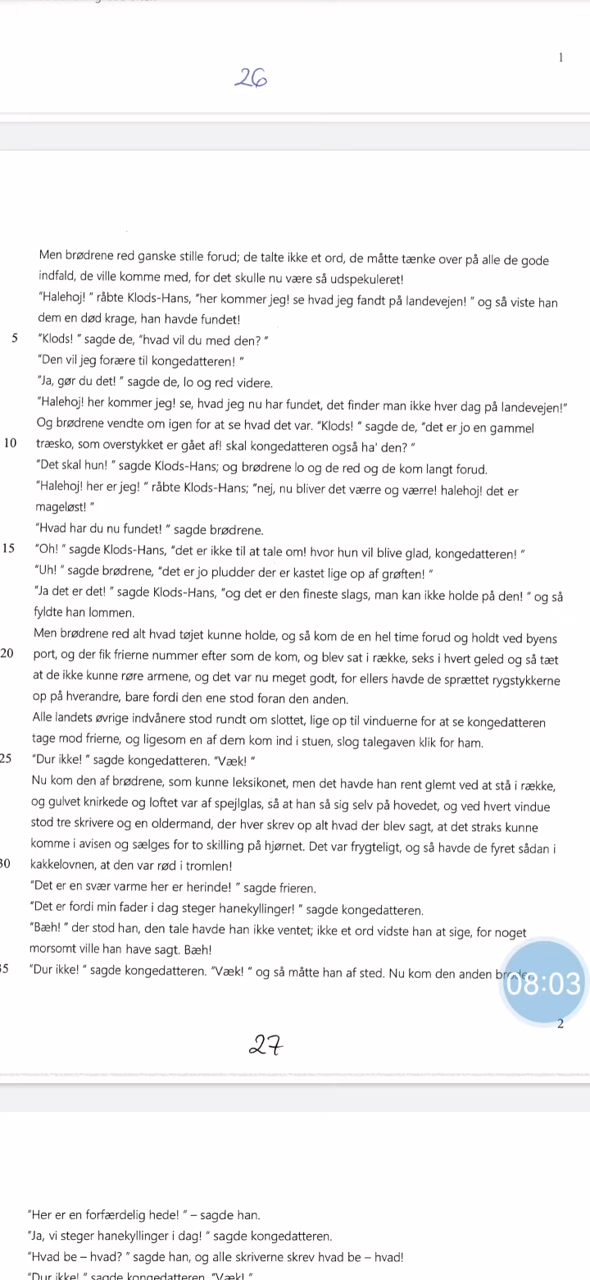 1
26
Men brødrene red ganske stille forud; de talte ikke et ord, de måtte tænke over på alle de gode
indfald, de ville komme med, for det skulle nu være så udspekuleret!
"Halehoj! " råbte Klods-Hans, "her kommer jeg! se hvad jeg fandt på landevejen! " og så viste han
dem en død krage, han havde fundet!
5 "Klods! " sagde de, "hvad vil du med den? "
"Den vil jeg forære til kongedatteren! "
"Ja, gør du det! " sagde de, lo og red videre.
"Halehoj! her kommer jeg! se, hvad jeg nu har fundet, det finder man ikke hver dag på landevejen!"
Og brødrene vendte om igen for at se hvad det var. "Klods! " sagde de, "det er jo en gammel
10 træsko, som overstykket er gået af! skal kongedatteren også ha' den? "
"Det skal hun! " sagde Klods-Hans; og brødrene lo og de red og de kom langt forud.
"Halehoj! her er jeg! " råbte Klods-Hans; "nej, nu bliver det værre og værre! halehoj! det er
mageløst! "
"Hvad har du nu fundet! " sagde brødrene.
15 "Oh! " sagde Klods-Hans, "det er ikke til at tale om! hvor hun vil blive glad, kongedatteren! "
"Uh! " sagde brødrene, "det er jo pludder der er kastet lige op af grøften! "
"Ja det er det! " sagde Klods-Hans, "og det er den fineste slags, man kan ikke holde på den! " og så
fyldte han lommen.
Men brødrene red alt hvad tøjet kunne holde, og så kom de en hel time forud og holdt ved byens
20 port, og der fik frierne nummer efter som de kom, og blev sat i række, seks i hvert geled og så tæt
at de ikke kunne røre armene, og det var nu meget godt, for ellers havde de sprættet rygstykkerne
op på hverandre, bare fordi den ene stod foran den anden.
Alle landets øvrige indvånere stod rundt om slottet, lige op til vinduerne for at se kongedatteren
tage mod frierne, og ligesom en af dem kom ind i stuen, slog talegaven klik for ham.
25 "Dur ikke! " sagde kongedatteren. "Væk! "
Nu kom den af brødrene, som kunne leksikonet, men det havde han rent glemt ved at stå i række,
og gulvet knirkede og loftet var af spejlglas, så at han så sig selv på hovedet, og ved hvert vindue
stod tre skrivere og en oldermand, der hver skrev op alt hvad der blev sagt, at det straks kunne
komme i avisen og sælges for to skilling på hjørnet. Det var frygteligt, og så havde de fyret sådan i
30 kakkelovnen, at den var rød i tromlen!
"Det er en svær varme her er herinde! " sagde frieren.
"Det er fordi min fader i dag steger hanekyllinger! " sagde kongedatteren.
"Bæh! " der stod han, den tale havde han ikke ventet; ikke et ord vidste han at sige, for noget
morsomt ville han have sagt. Bæh!
35 "Dur ikke! " sagde kongedatteren. "Væk! " og så måtte han af sted. Nu kom den anden
08:03
2
27
"Her er en forfærdelig hede! " – sagde han.
"Ja, vi steger hanekyllinger i dag! " sagde kongedatteren.
"Hvad be – hvad? " sagde han, og alle skriverne skrev hvad be – hvad!
"Dur ikke! " sagde kongedatteren. "Væk! "